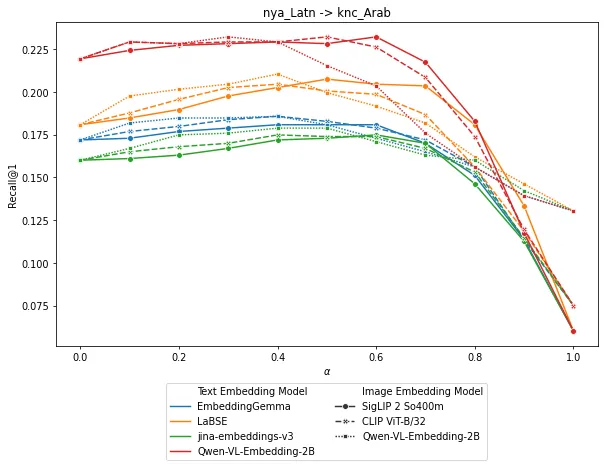 nya_Latn -> knc_Arab
Recall@1
0.225
0.200
0.175
0.150
0.125
0.100
0.075
0.0
0.2
0.4
0.6
0.8
1.0
α
Text Embedding Model
EmbeddingGemma
LaBSE
jina-embeddings-v3
Qwen-VL-Embedding-2B
Image Embedding Model
SigLIP 2 So400m
CLIP ViT-B/32
Qwen-VL-Embedding-2B